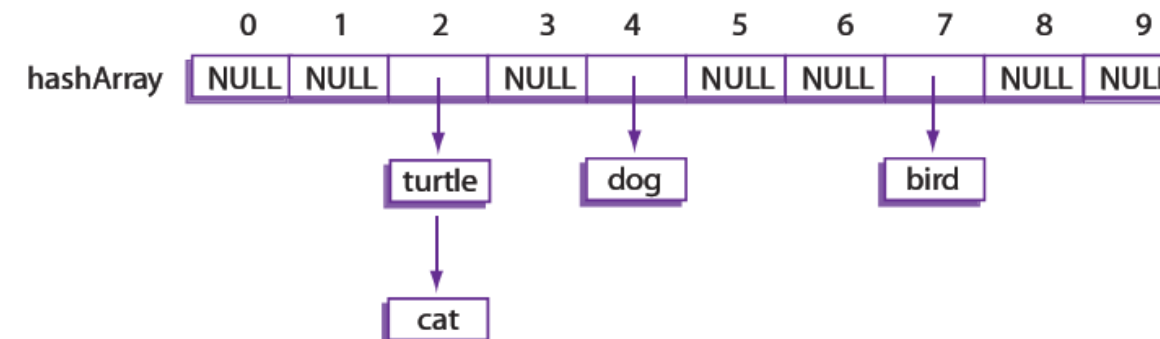 0 1 2 3 4 5 6 7 8 9
hashArray NULL NULL NULL NULL NULL NULL
turtle dog bird
cat